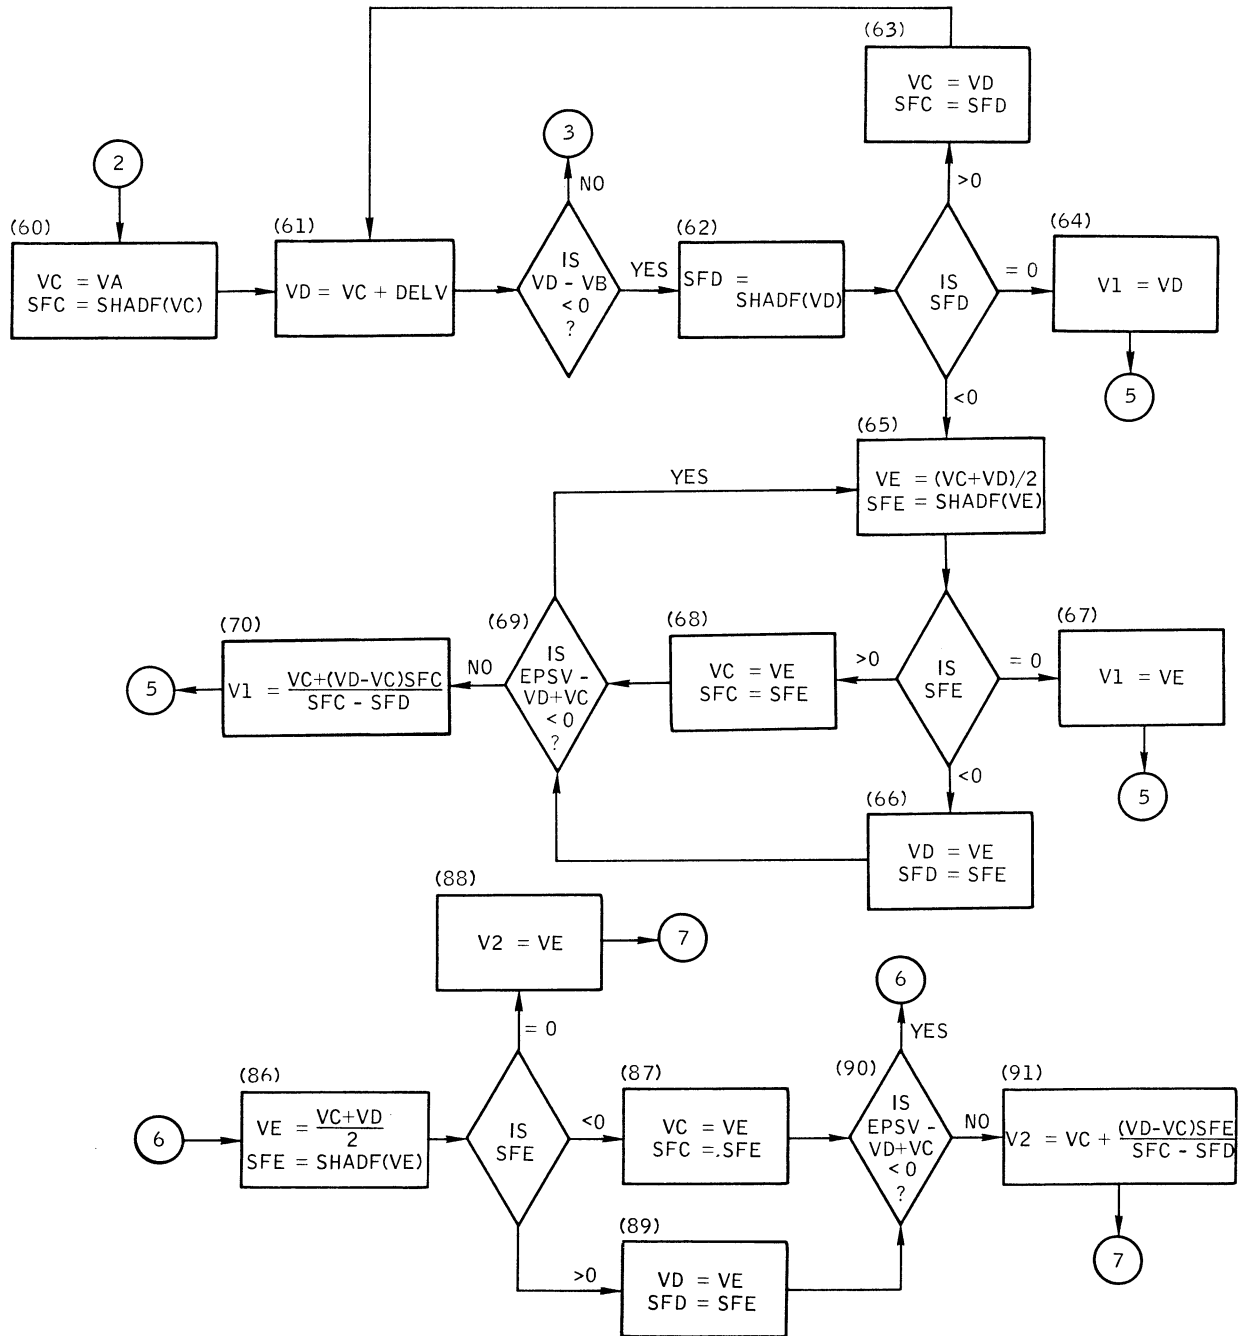 (63)
VC = VD
SFC = SFD
3
2
NO
>0
(60)
(61)
(62)
(64)
VC = VA
SFC = SHADF(VC)
VD = VC + DELV
IS
VD - VB
<0
?
YES
SFD =
SHADF(VD)
IS
SFD
= 0
V1 = VD
<0
5
(65)
VE = (VC+VD)/2
SFE = SHADF(VE)
YES
(70)
(69)
(68)
(67)
5
V1 = VC+(VD-VC)SFC
SFC - SFD
NO
IS
EPSV -
VD+VC
<0
?
VC = VE
SFC = SFE
>0
IS
SFE
= 0
V1 = VE
<0
5
(66)
VD = VE
SFD = SFE
(88)
V2 = VE
7
6
= 0
YES
(86)
(87)
(90)
(91)
6
VE = VC+VD
2
SFE = SHADF(VE)
IS
SFE
<0
VC = VE
SFC =.SFE
IS
EPSV -
VD+VC
<0
?
NO
V2 = VC + (VD-VC)SFE
SFC - SFD
(89)
>0
VD = VE
SFD = SFE
7